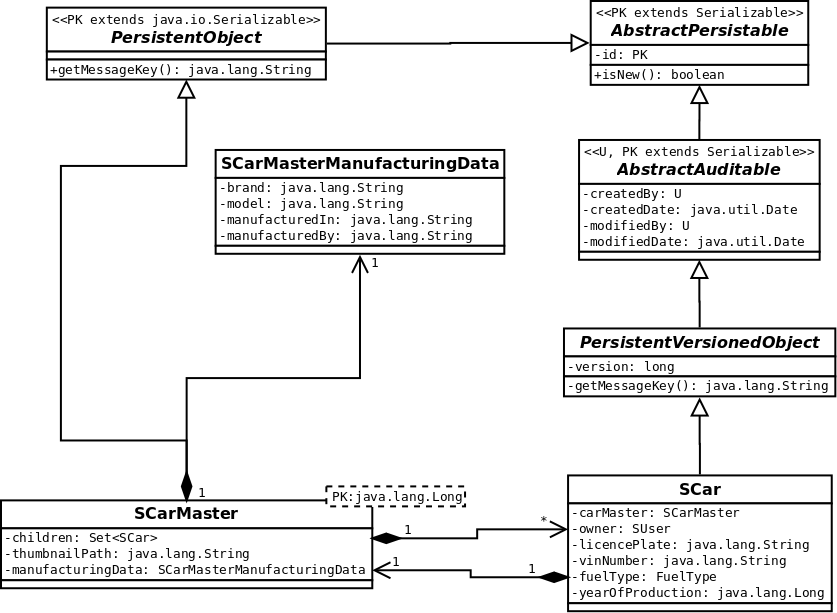 <<PK extends java.io.Serializable>>
PersistentObject
+getMessageKey(): java.lang.String
<<PK extends Serializable>>
AbstractPersistable
-id: PK
+isNew(): boolean
SCarMasterManufacturingData
-brand: java.lang.String
-model: java.lang.String
-manufacturedIn: java.lang.String
-manufacturedBy: java.lang.String
1
<<U, PK extends Serializable>>
AbstractAuditable
-createdBy: U
-createdDate: java.util.Date
-modifiedBy: U
-modifiedDate: java.util.Date
PersistentVersionedObject
-version: long
-getMessageKey(): java.lang.String
1
PK:java.lang.Long
SCarMaster
-children: Set<SCar>
-thumbnailPath: java.lang.String
-manufacturingData: SCarMasterManufacturingData
1
*
1
1
SCar
-carMaster: SCarMaster
-owner: SUser
-licencePlate: java.lang.String
-vinNumber: java.lang.String
-fuelType: FuelType
-yearOfProduction: java.lang.Long